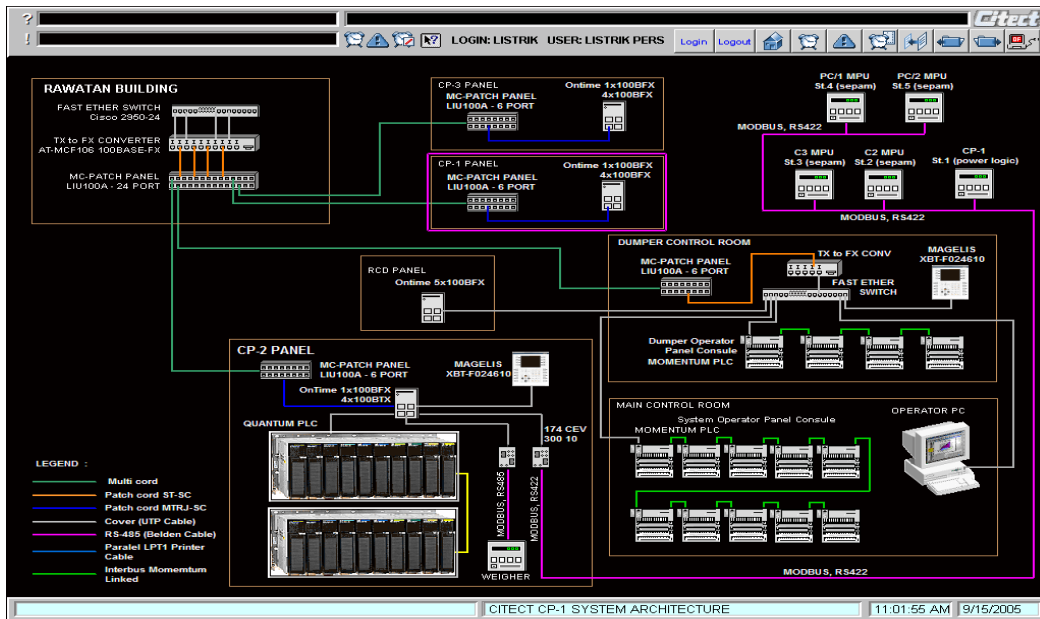 ?
Citect
!
LOGIN: LISTRIK USER: LISTRIK PERS
Login
Logout
RAWATAN BUILDING
FAST ETHER SWITCH
Cisco 2950-24
TX to FX CONVERTER
AT-MCF106 100BASE-FX
MC-PATCH PANEL
LIU100A - 24 PORT
CP-3 PANEL
MC-PATCH PANEL
LIU100A - 6 PORT
Ontime 1x100BFX
4x100BFX
CP-1 PANEL
MC-PATCH PANEL
LIU100A - 6 PORT
Ontime 1x100BFX
4x100BFX
PC/1 MPU
St.4 (sepam)
PC/2 MPU
St.5 (sepam)
MODBUS, RS422
C3 MPU
St.3 (sepam)
C2 MPU
St.2 (sepam)
CP-1
St.1 (power logic)
MODBUS, RS422
RCD PANEL
Ontime 5x100BFX
DUMPER CONTROL ROOM
MC-PATCH PANEL
LIU100A - 6 PORT
TX to FX CONV
FAST ETHER
SWITCH
MAGELIS
XBT-F024610
Dumper Operator
Panel Consule
MOMENTUM PLC
CP-2 PANEL
MC-PATCH PANEL
LIU100A - 6 PORT
MAGELIS
XBT-F024610
OnTime 1x100BFX
4x100BTX
QUANTUM PLC
174 CEV
300 10
MODBUS, RS485
MODBUS, RS422
WEIGHER
MAIN CONTROL ROOM
System Operator Panel Consule
MOMENTUM PLC
OPERATOR PC
MODBUS, RS422
LEGEND :
Multi cord
Patch cord ST-SC
Patch cord MTRJ-SC
Cover (UTP Cable)
RS-485 (Belden Cable)
Paralel LPT1 Printer
Cable
Interbus Momemtum
Linked
CITECT CP-1 SYSTEM ARCHITECTURE
11:01:55 AM
9/15/2005